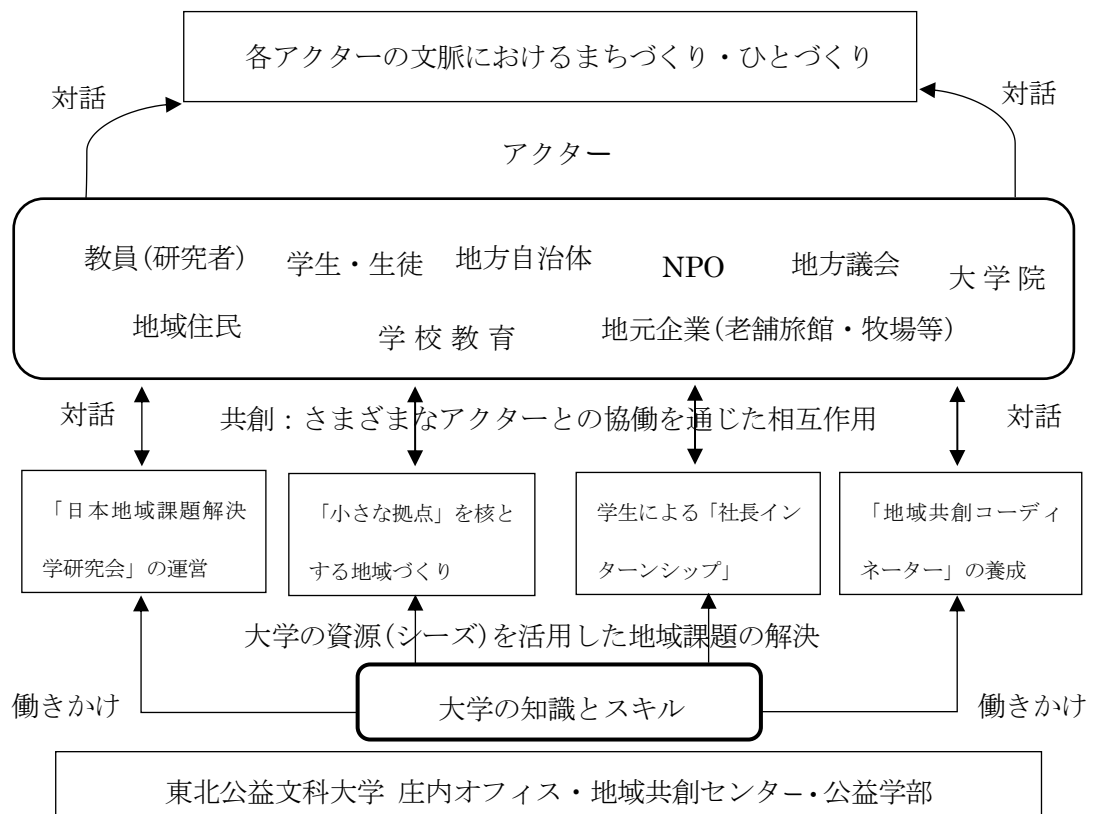 各アクターの文脈におけるまちづくり・ひとづくり
対話
対話
アクター
教員(研究者)
学生・生徒
地方自治体
NPO
地方議会
大学院
地域住民
学校教育
地元企業(老舗旅館・牧場等)
対話
共創：さまざまなアクターとの協働を通じた相互作用
対話
「日本地域課題解決
学研究会」の運営
「小さな拠点」を核と
する地域づくり
学生による「社長イン
ターンシップ」
「地域共創コーディ
ネーター」の養成
大学の資源(シーズ)を活用した地域課題の解決
働きかけ
大学の知識とスキル
働きかけ
東北公益文科大学 庄内オフィス・地域共創センター・公益学部